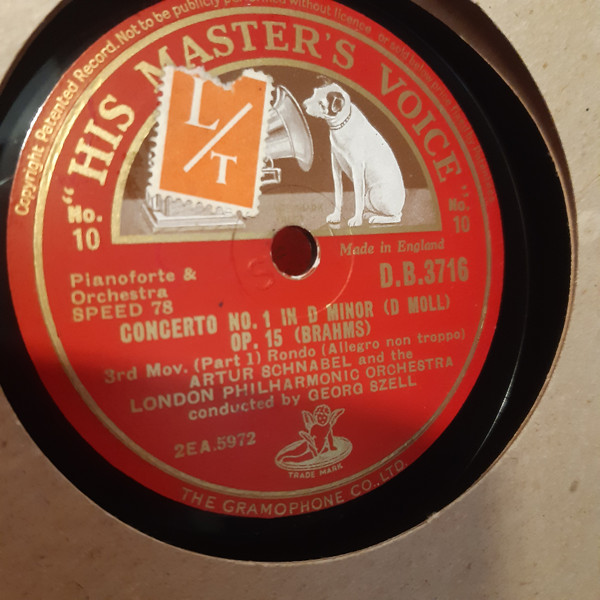 Copyright Patented Record. Not to be publicly performed without licence
"HIS MASTER'S VOICE"
L/T
No.
10
No.
10
Made in England
Pianoforte &
Orchestra
SPEED 78
D.B.3716
CONCERTO NO. 1 IN D MINOR (D MOLL)
OP. 15 (BRAHMS)
3rd Mov. (Part 1) Rondo (Allegro non troppo)
ARTUR SCHNABEL and the
LONDON PHILHARMONIC ORCHESTRA
conducted by GEORG SZELL
2EA.5972
TRADE MARK
THE GRAMOPHONE CO., LTD.